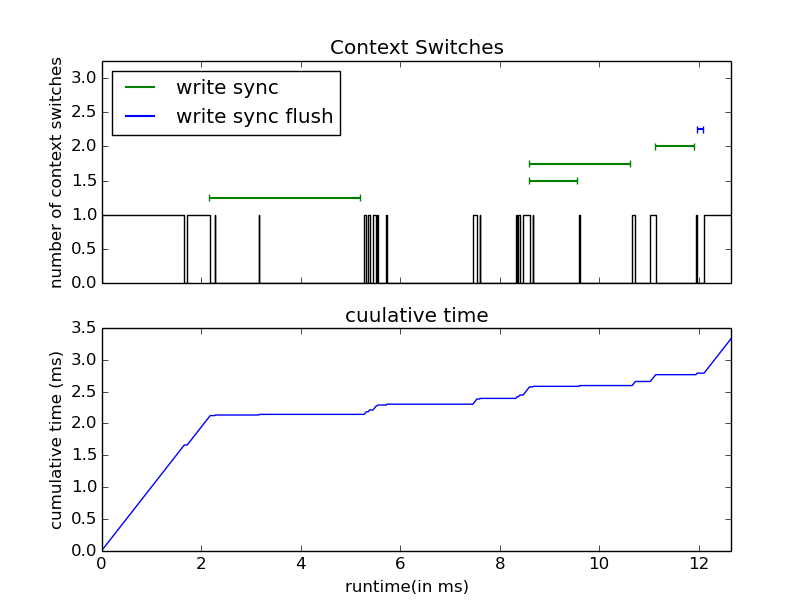 Context Switches
number of context switches
3.0
2.5
2.0
1.5
1.0
0.5
0.0
write sync
write sync flush
cuulative time
cumulative time (ms)
3.5
3.0
2.5
2.0
1.5
1.0
0.5
0.0
0 2 4 6 8 10 12
runtime(in ms)